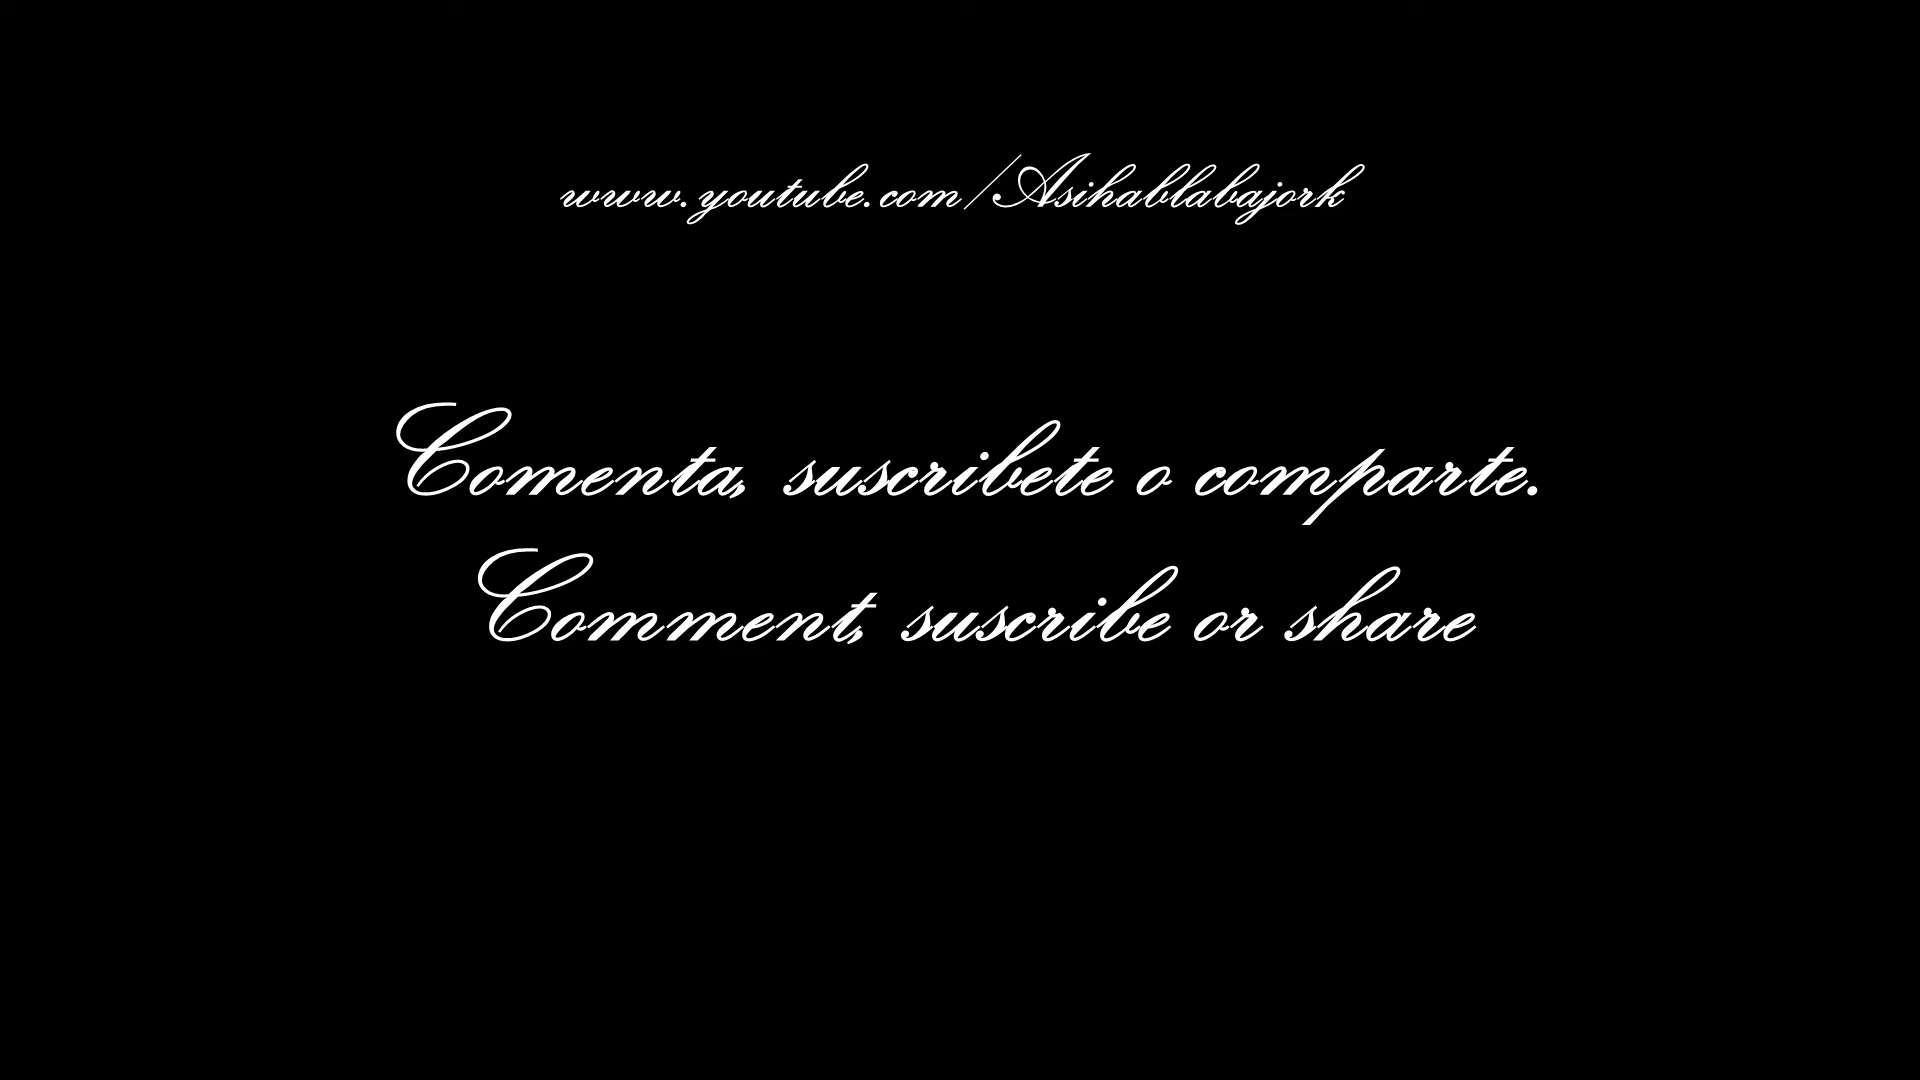 www.youtube.com/Asihablabajork
Comenta, suscribete o comparte.
Comment, suscribe or share